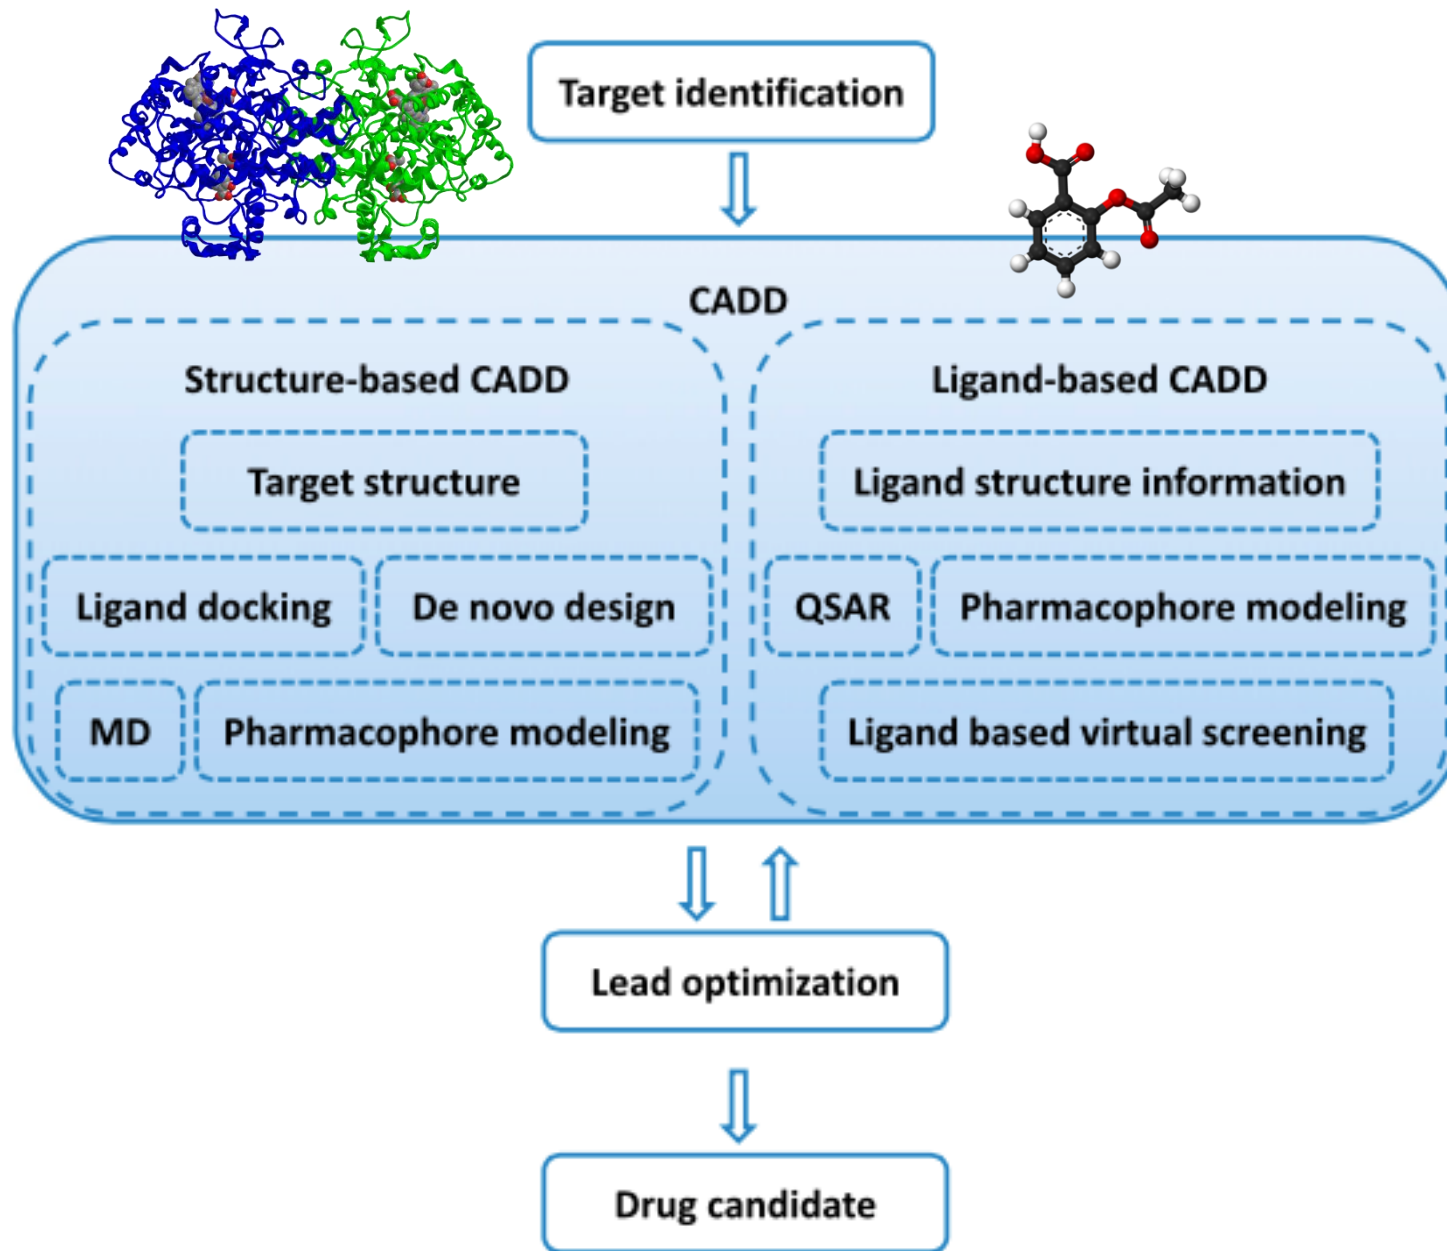 Target identification
CADD
Structure-based CADD
Target structure
Ligand docking
De novo design
MD
Pharmacophore modeling
Ligand-based CADD
Ligand structure information
QSAR
Pharmacophore modeling
Ligand based virtual screening
Lead optimization
Drug candidate